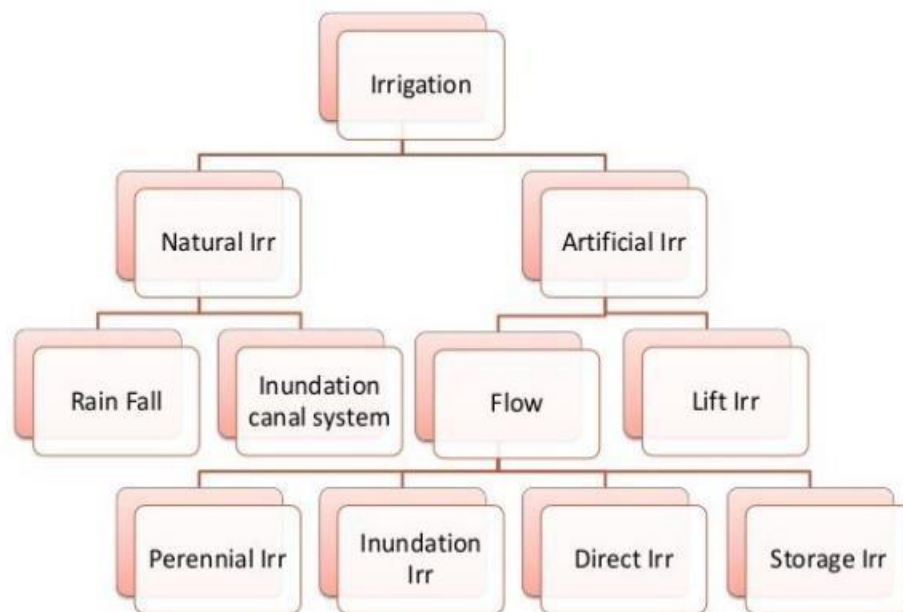 Irrigation
Natural Irr
Artificial Irr
Rain Fall
Inundation
canal system
Flow
Lift Irr
Perennial Irr
Inundation
Irr
Direct Irr
Storage Irr